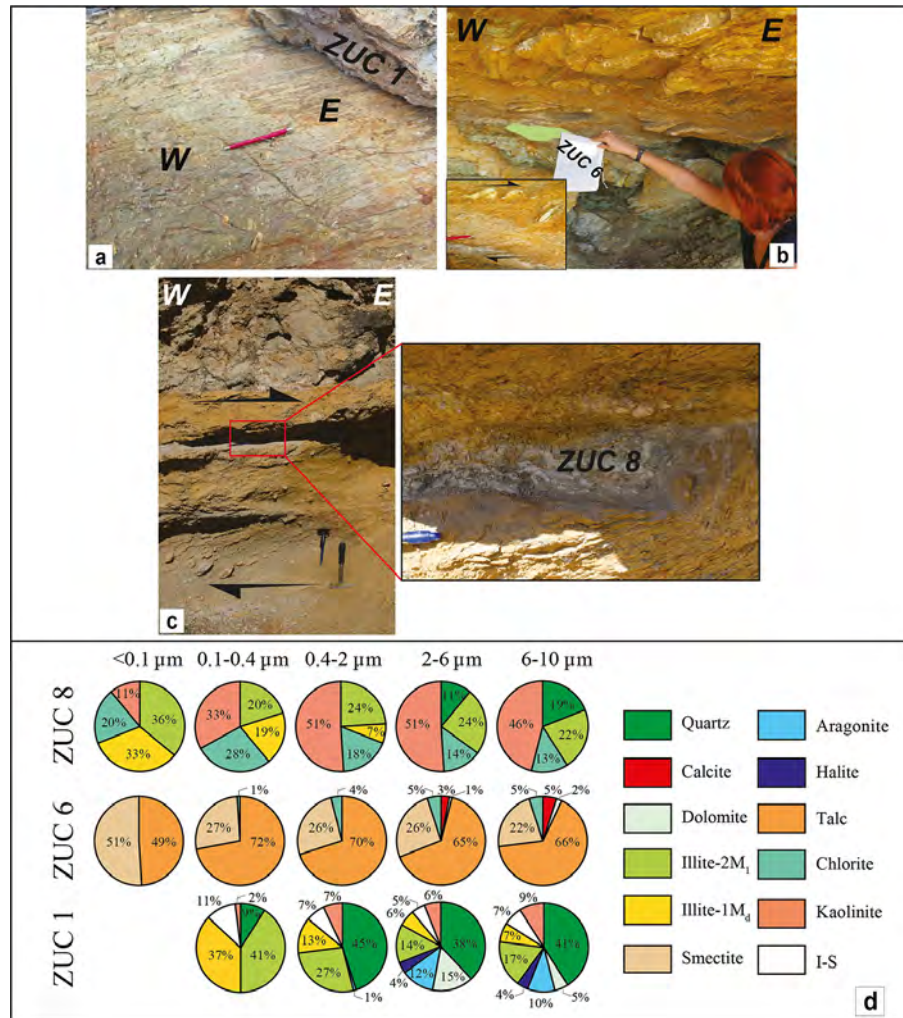 ZUC 1
E
W
a
W E
ZUC 6
b
W E
ZUC 8
c
<0.1 µm 0.1-0.4 µm 0.4-2 µm 2-6 µm 6-10 µm
ZUC 8
11% 36% 33% 20%
33% 20% 19% 28%
51% 24% 7% 18%
51% 11% 24% 14%
46% 19% 22% 13%
ZUC 6
51% 49%
27% 1% 72%
26% 4% 70%
26% 5% 3% 1% 65%
22% 5% 5% 2% 66%
ZUC 1
11% 2% 9% 41% 37%
7% 7% 45% 1% 27% 13%
5% 6% 38% 15% 12% 4% 14% 6%
7% 9% 41% 5% 10% 4% 17% 7%
Quartz Aragonite
Calcite Halite
Dolomite Talc
Illite-2M₁ Chlorite
Illite-1M_d Kaolinite
Smectite I-S
d